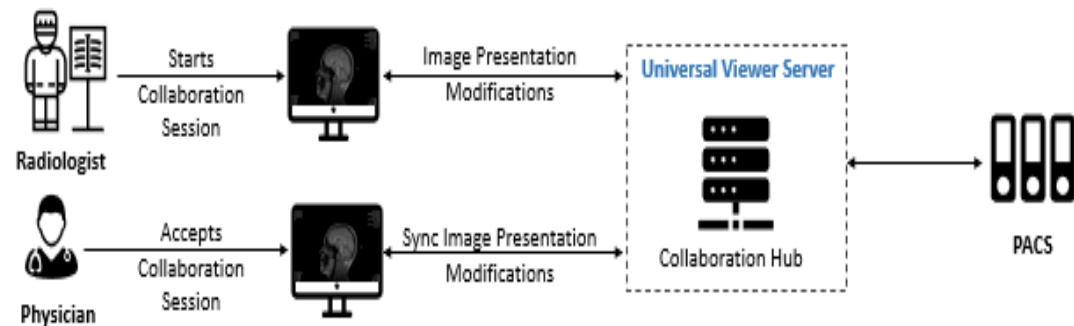 Starts
Collaboration
Session
Radiologist
Image Presentation
Modifications
Universal Viewer Server
Collaboration Hub
PACS
Accepts
Collaboration
Session
Physician
Sync Image Presentation
Modifications